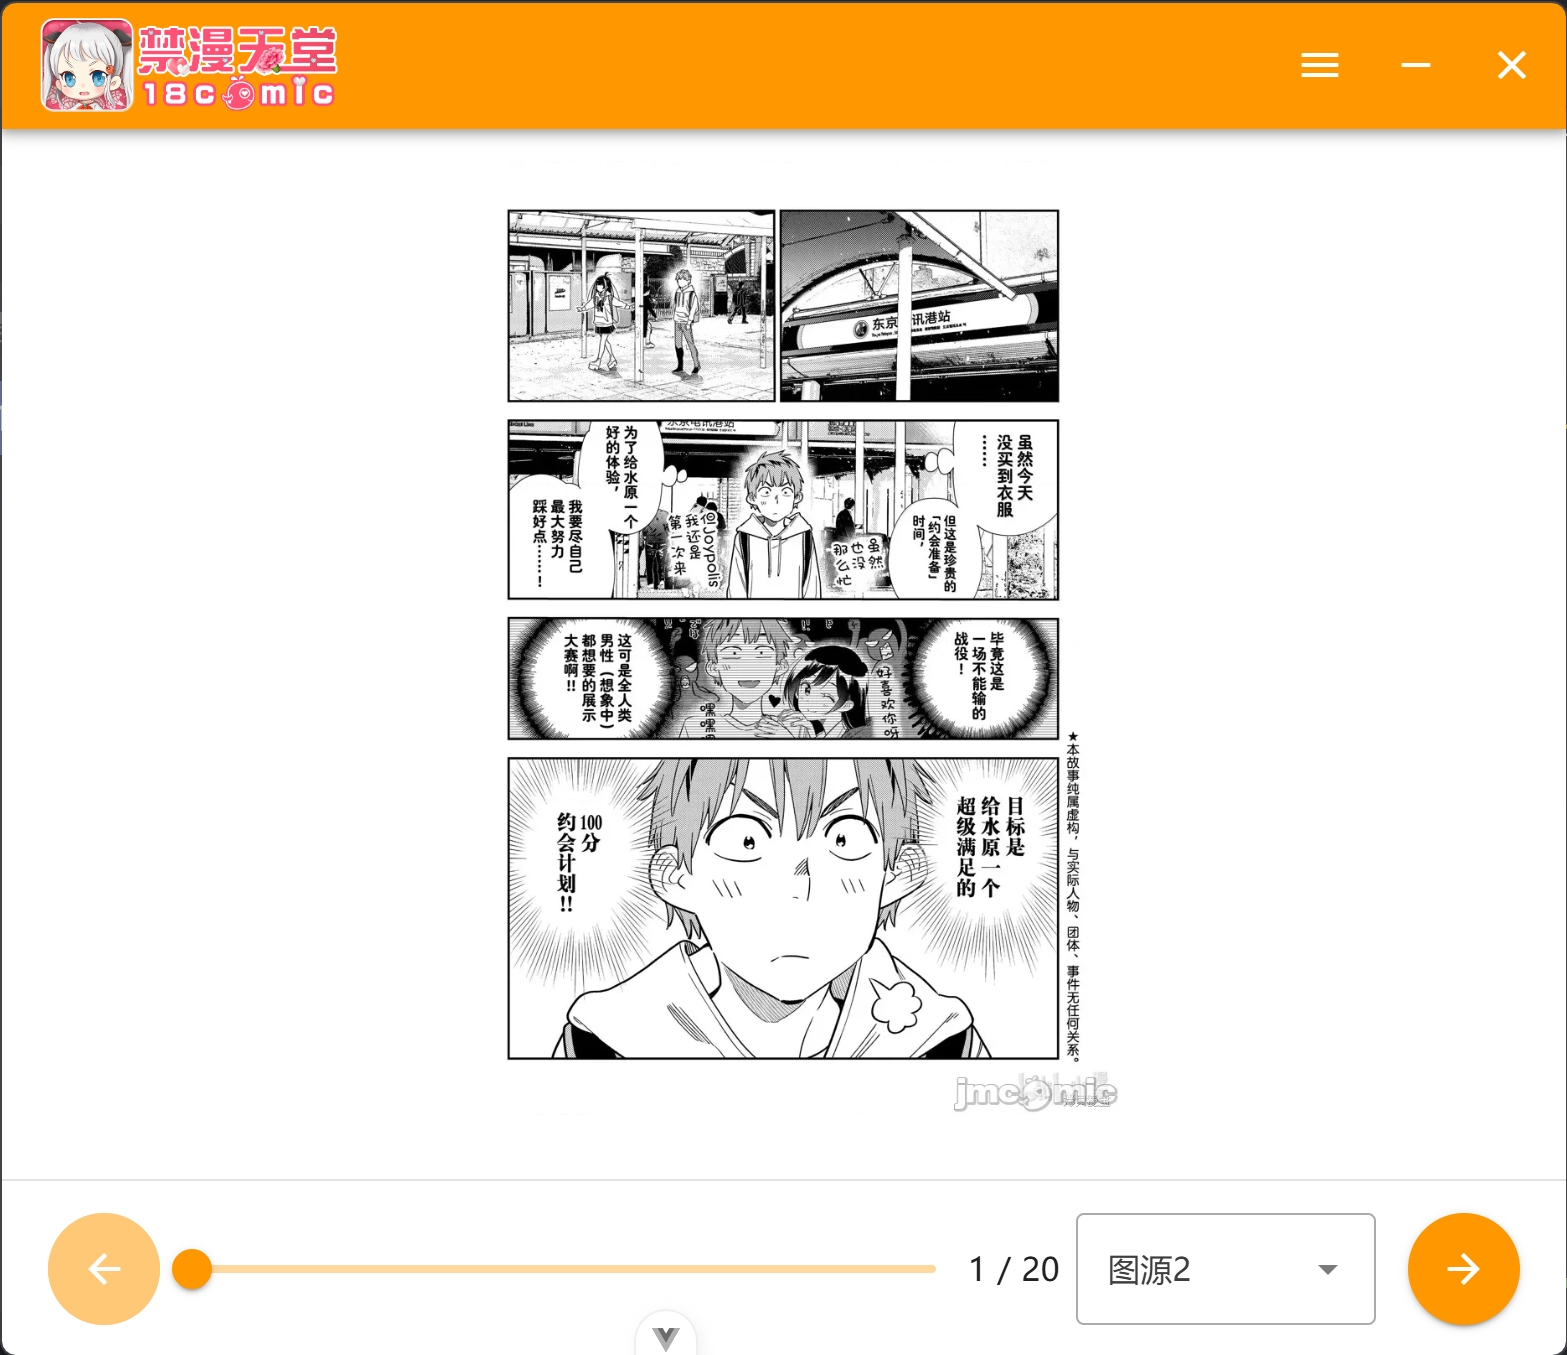 禁漫天堂
18comic
东京
讯港站
东京电讯港站
虽然今天
没买到衣服
……
但这是珍贵的
「约会准备」
时间，
虽然
也没
那么忙
但Joypolis
我还是
第一次来
为了给水原一个
好的体验，
我要尽自己
最大努力
踩好点……！
毕竟这是
一场不能输的
战役！
好喜欢你呀
这可是全人类
男性（想象中）
都想要的展示
大赛啊!!
目标是
给水原一个
超级满足的
100分
约会计划!!
★本故事纯属虚构，与实际人物、团体、事件无任何关系。
jmcomic
1 / 20
图源2